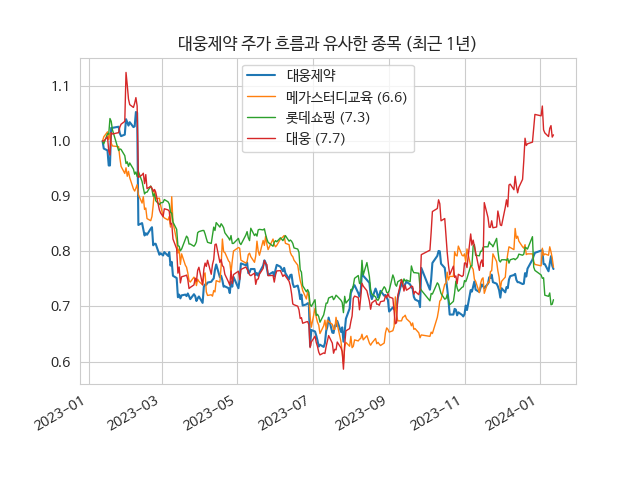 대웅제약 주가 흐름과 유사한 종목 (최근 1년)
대웅제약
메가스터디교육 (6.6)
롯데쇼핑 (7.3)
대웅 (7.7)
1.1
1.0
0.9
0.8
0.7
0.6
2023-01
2023-03
2023-05
2023-07
2023-09
2023-11
2024-01